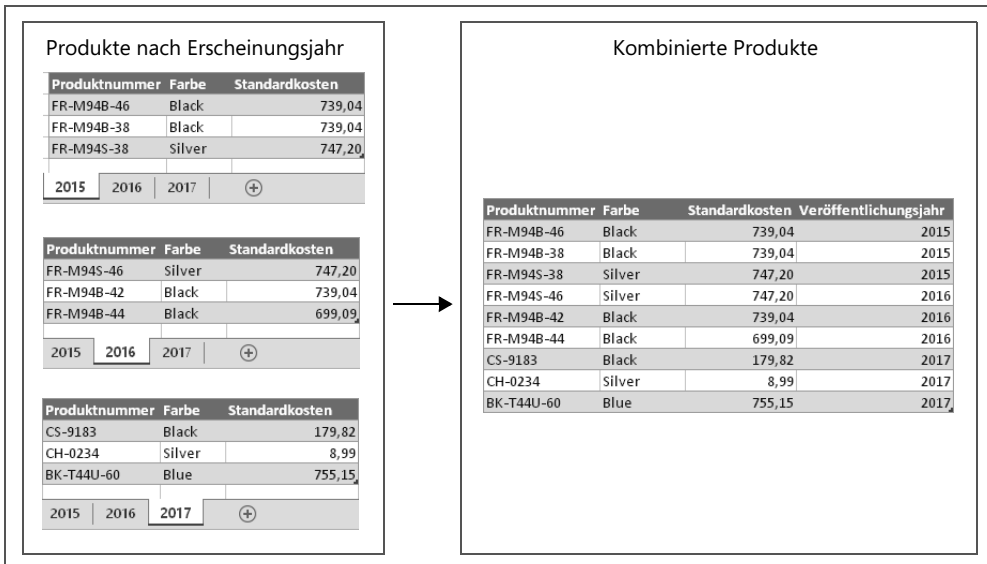 Produkte nach Erscheinungsjahr
Produktnummer Farbe Standardkosten
FR-M94B-46 Black 739,04
FR-M94B-38 Black 739,04
FR-M94S-38 Silver 747,20
2015 2016 2017
Produktnummer Farbe Standardkosten
FR-M94S-46 Silver 747,20
FR-M94B-42 Black 739,04
FR-M94B-44 Black 699,09
2015 2016 2017
Produktnummer Farbe Standardkosten
CS-9183 Black 179,82
CH-0234 Silver 8,99
BK-T44U-60 Blue 755,15
2015 2016 2017
Kombinierte Produkte
Produktnummer Farbe Standardkosten Veröffentlichungsjahr
FR-M94B-46 Black 739,04 2015
FR-M94B-38 Black 739,04 2015
FR-M94S-38 Silver 747,20 2015
FR-M94S-46 Silver 747,20 2016
FR-M94B-42 Black 739,04 2016
FR-M94B-44 Black 699,09 2016
CS-9183 Black 179,82 2017
CH-0234 Silver 8,99 2017
BK-T44U-60 Blue 755,15 2017